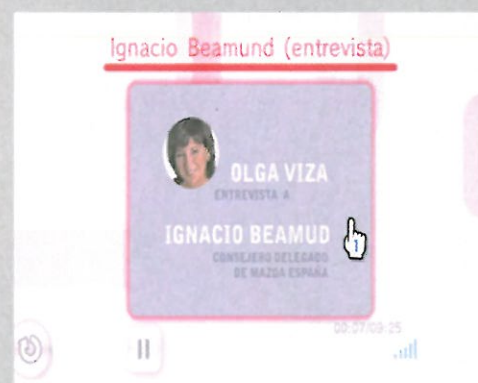 Ignacio Beamund (entrevista)
OLGA VIZA
ENTREVISTA A
IGNACIO BEAMUD
CONSEJERO DELEGADO
DE MAZDA ESPAÑA
00:07/09:25